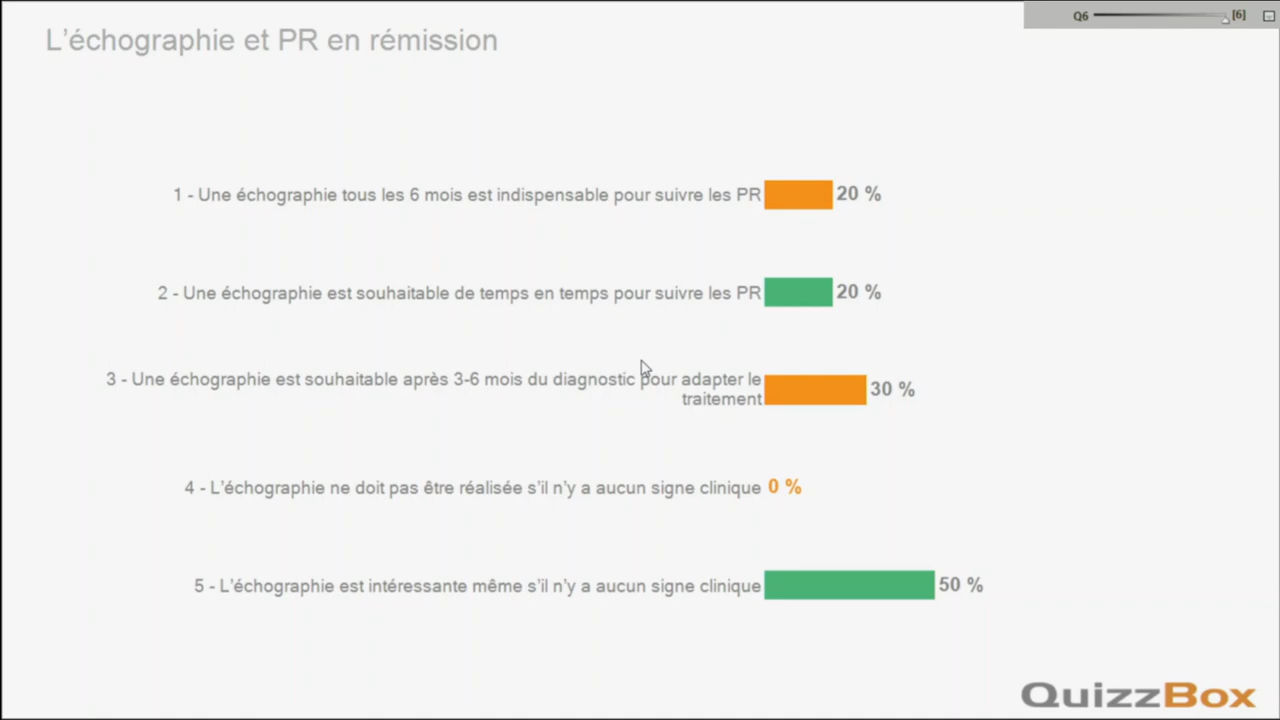 Q6 [6]
L'échographie et PR en rémission
1 - Une échographie tous les 6 mois est indispensable pour suivre les PR 20 %
2 - Une échographie est souhaitable de temps en temps pour suivre les PR 20 %
3 - Une échographie est souhaitable après 3-6 mois du diagnostic pour adapter le
traitement 30 %
4 - L'échographie ne doit pas être réalisée s'il n'y a aucun signe clinique 0 %
5 - L'échographie est intéressante même s'il n'y a aucun signe clinique 50 %
QuizzBox